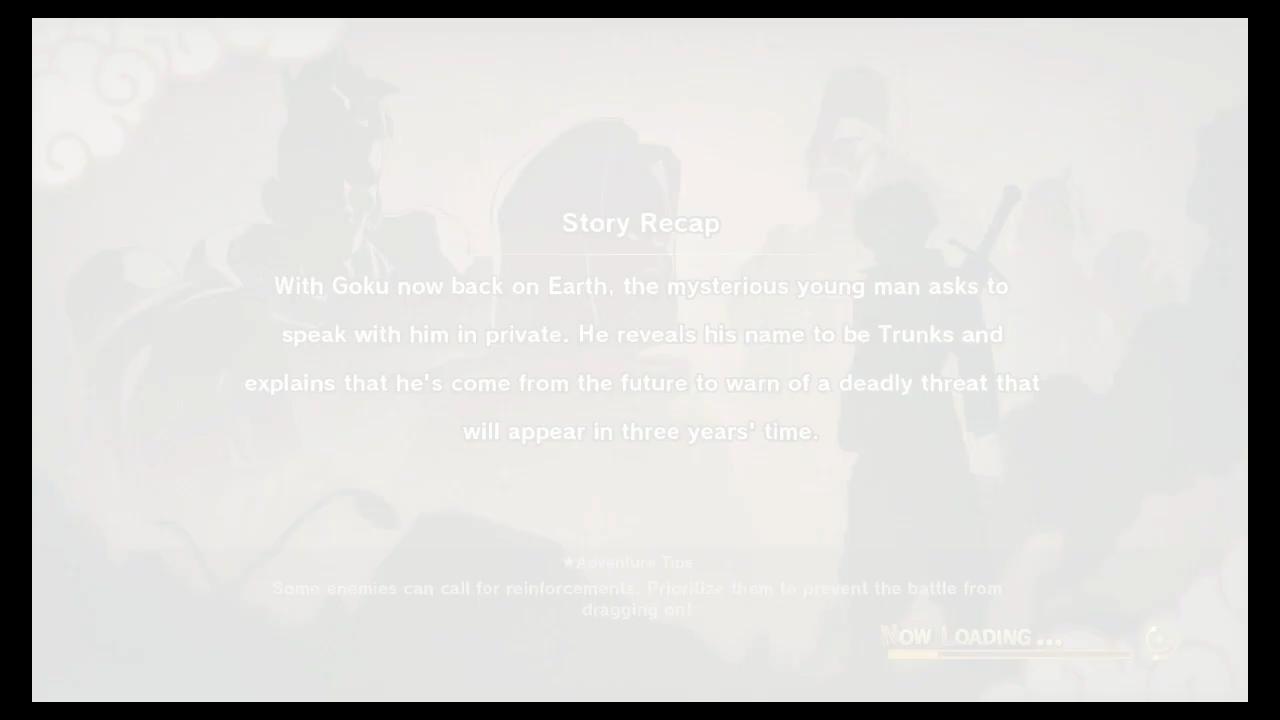 Story Recap
With Goku now back on Earth, the mysterious young man asks to
speak with him in private. He reveals his name to be Trunks and
explains that he's come from the future to warn of a deadly threat that
will appear in three years' time.
★Adventure Tips
Some enemies can call for reinforcements. Prioritize them to prevent the battle from
dragging on!
NOW LOADING...